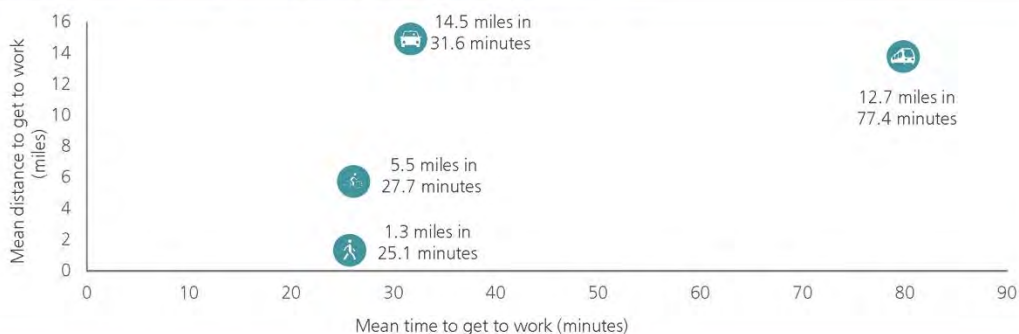 16
14
12
10
8
6
4
2
0
Mean distance to get to work
(miles)
14.5 miles in
31.6 minutes
12.7 miles in
77.4 minutes
5.5 miles in
27.7 minutes
1.3 miles in
25.1 minutes
0 10 20 30 40 50 60 70 80 90
Mean time to get to work (minutes)